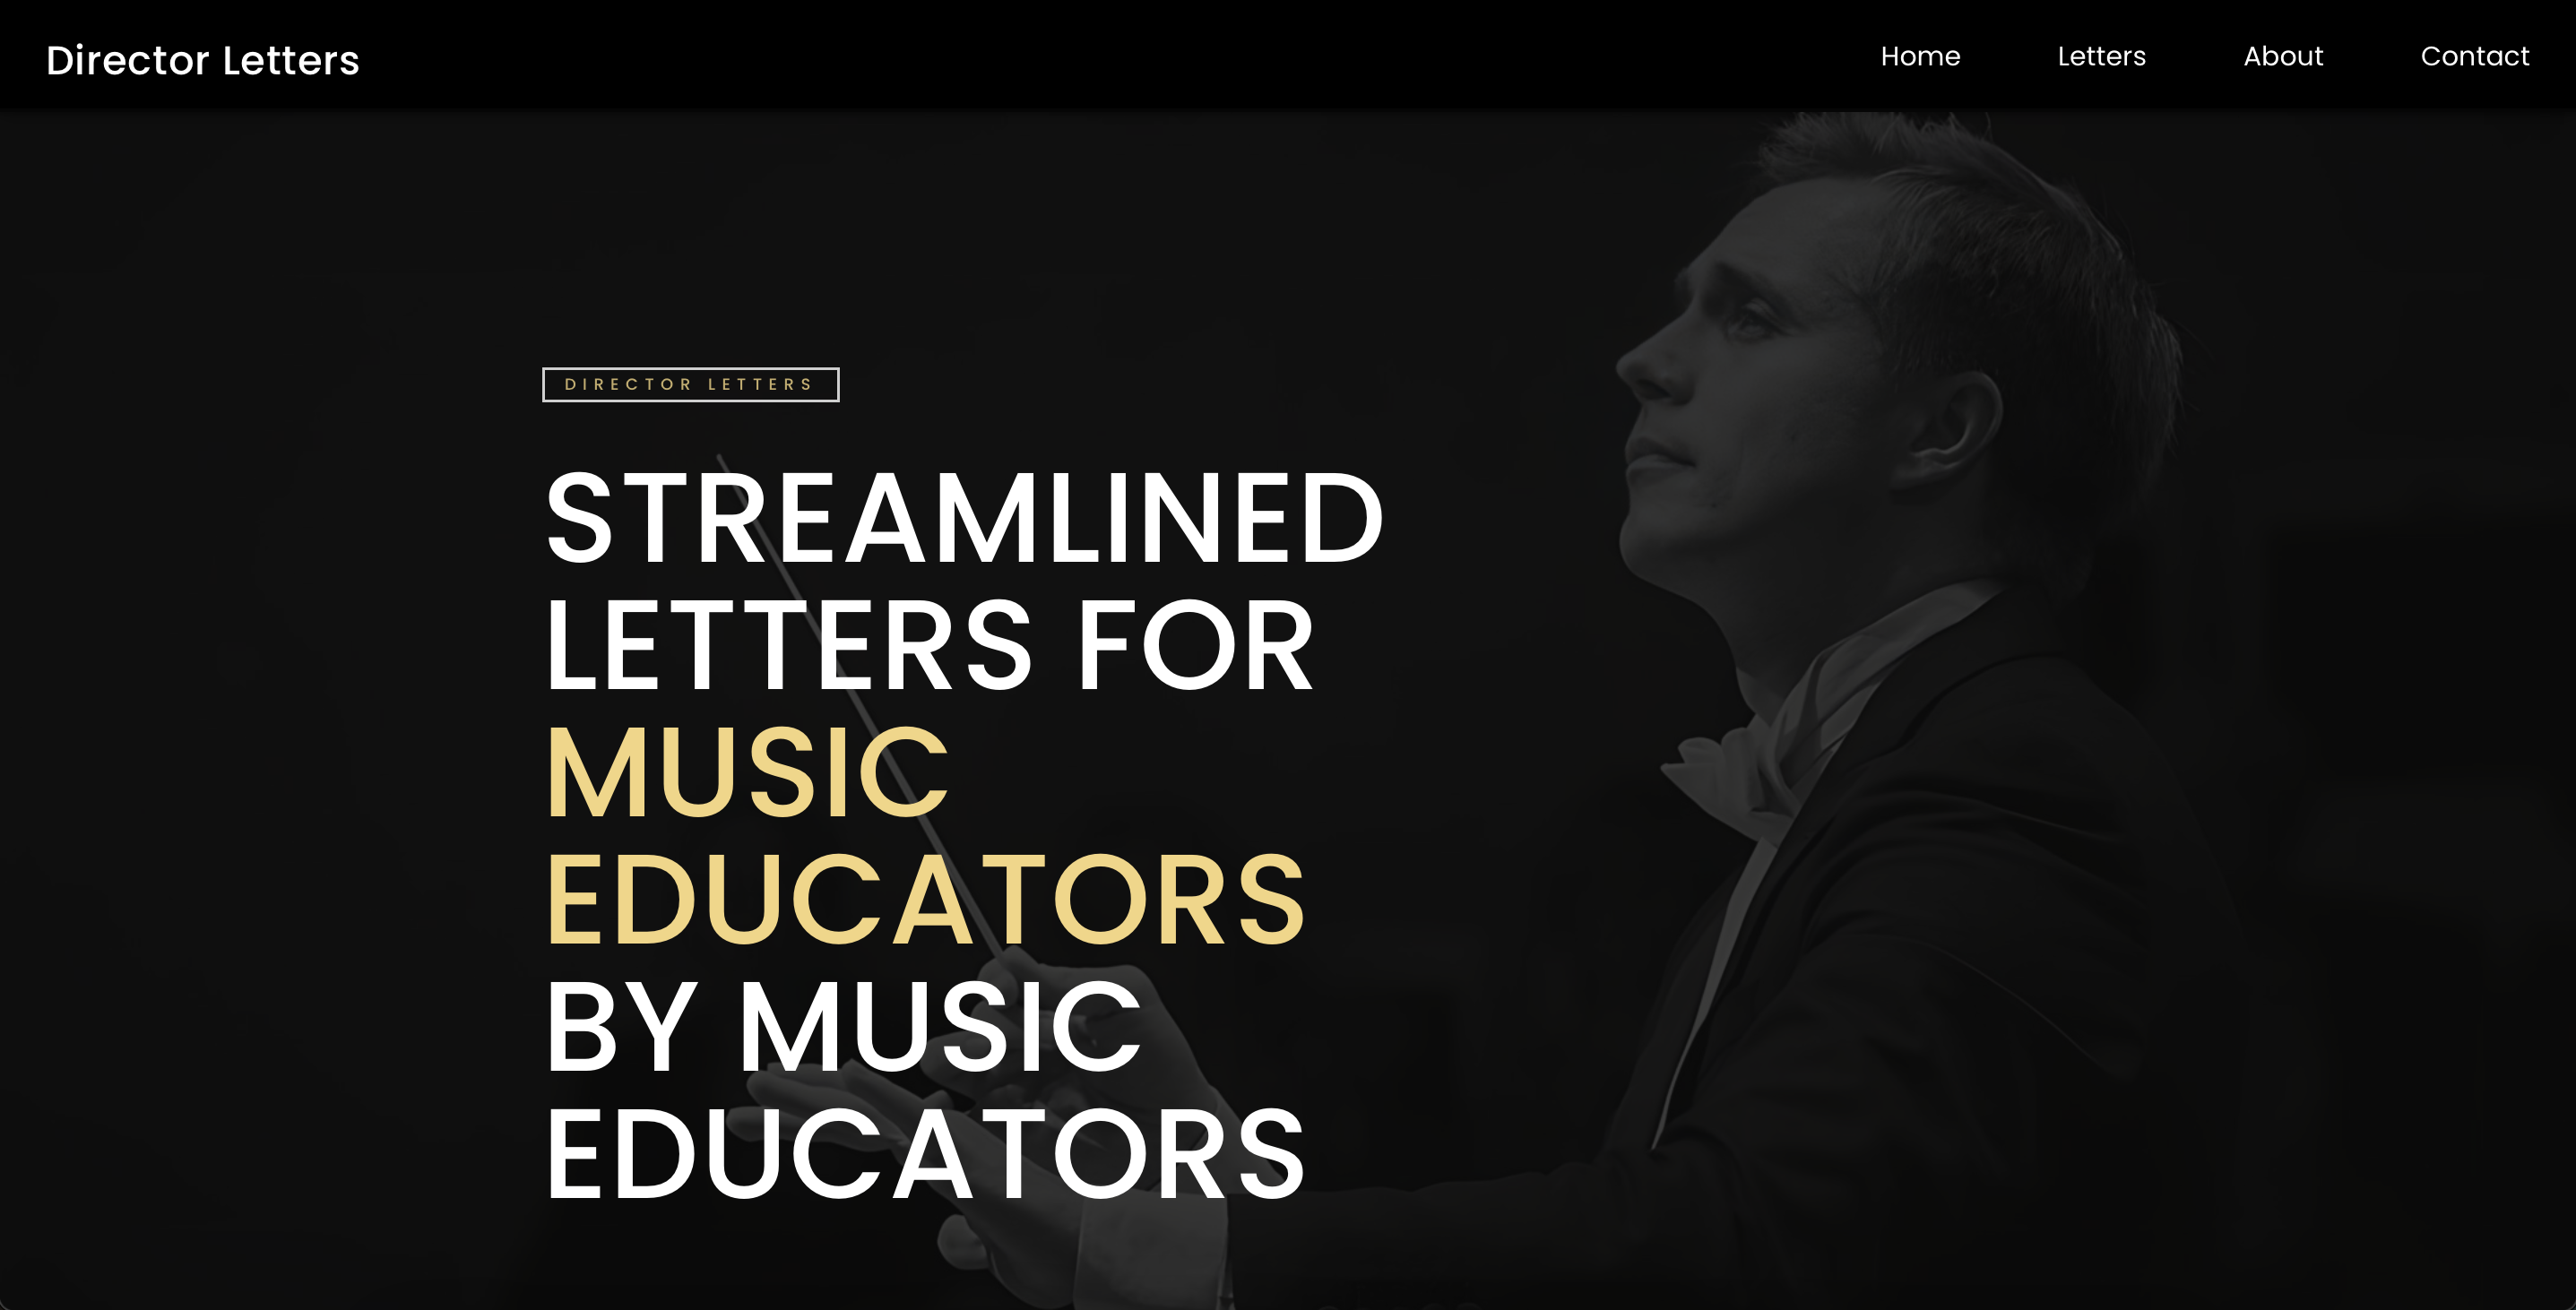 Director Letters
Home Letters About Contact
DIRECTOR LETTERS
STREAMLINED
LETTERS FOR
MUSIC
EDUCATORS
BY MUSIC
EDUCATORS